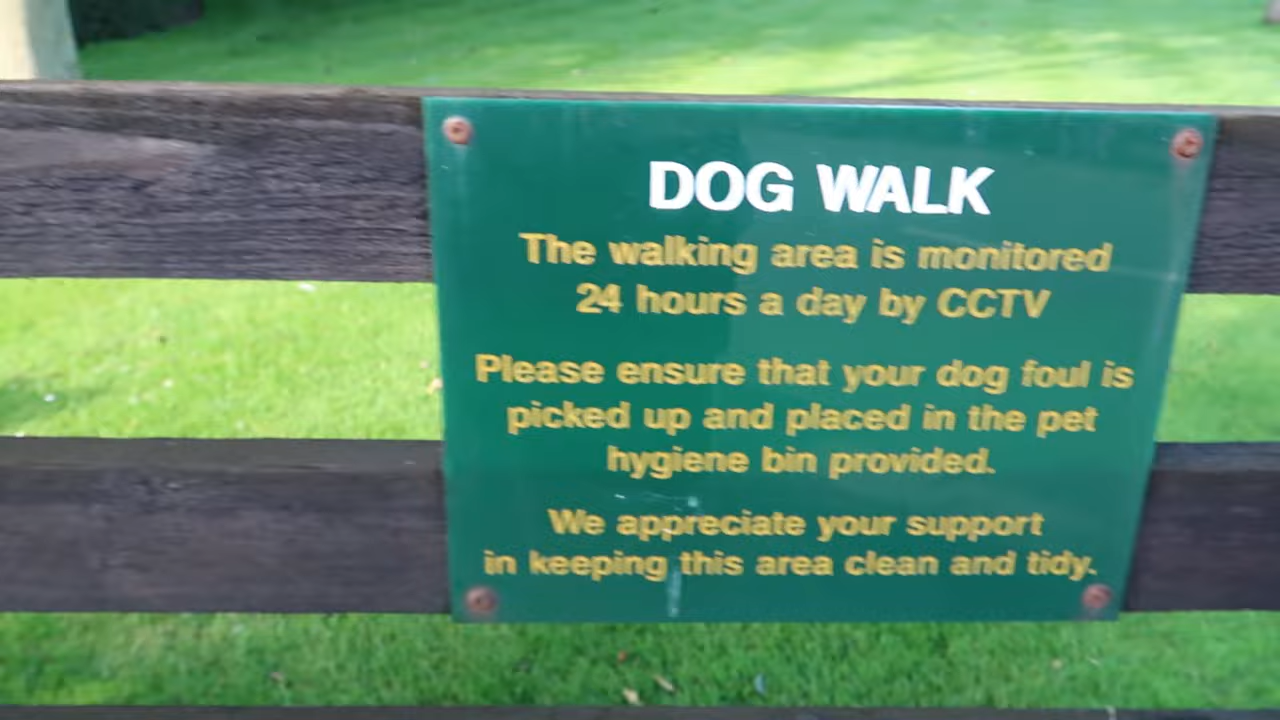 DOG WALK
The walking area is monitored
24 hours a day by CCTV
Please ensure that your dog foul is
picked up and placed in the pet
hygiene bin provided.
We appreciate your support
in keeping this area clean and tidy.